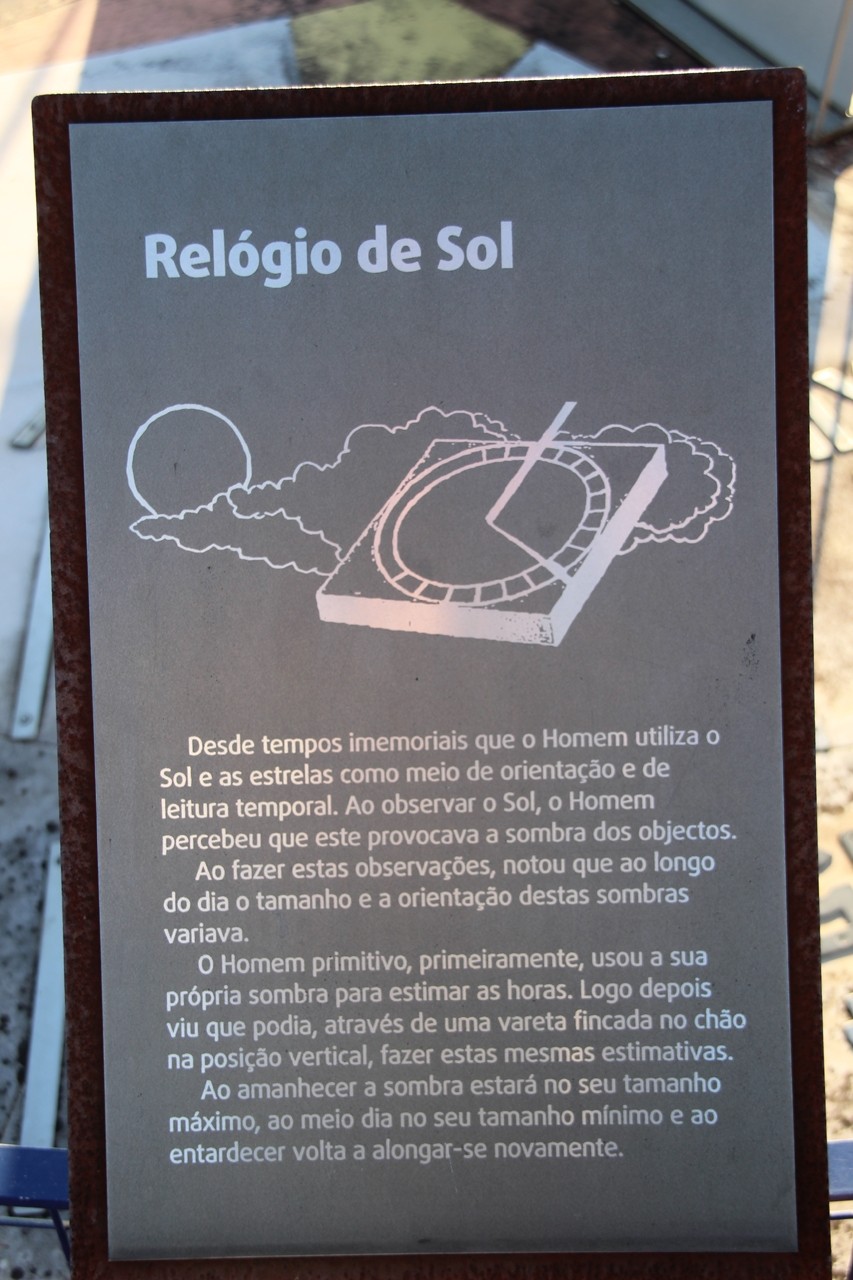 Relógio de Sol
Desde tempos imemoriais que o Homem utiliza o
Sol e as estrelas como meio de orientação e de
leitura temporal. Ao observar o Sol, o Homem
percebeu que este provocava a sombra dos objectos.
Ao fazer estas observações, notou que ao longo
do dia o tamanho e a orientação destas sombras
variava.
O Homem primitivo, primeiramente, usou a sua
própria sombra para estimar as horas. Logo depois
viu que podia, através de uma vareta fincada no chão
na posição vertical, fazer estas mesmas estimativas.
Ao amanhecer a sombra estará no seu tamanho
máximo, ao meio dia no seu tamanho mínimo e ao
entardecer volta a alongar-se novamente.